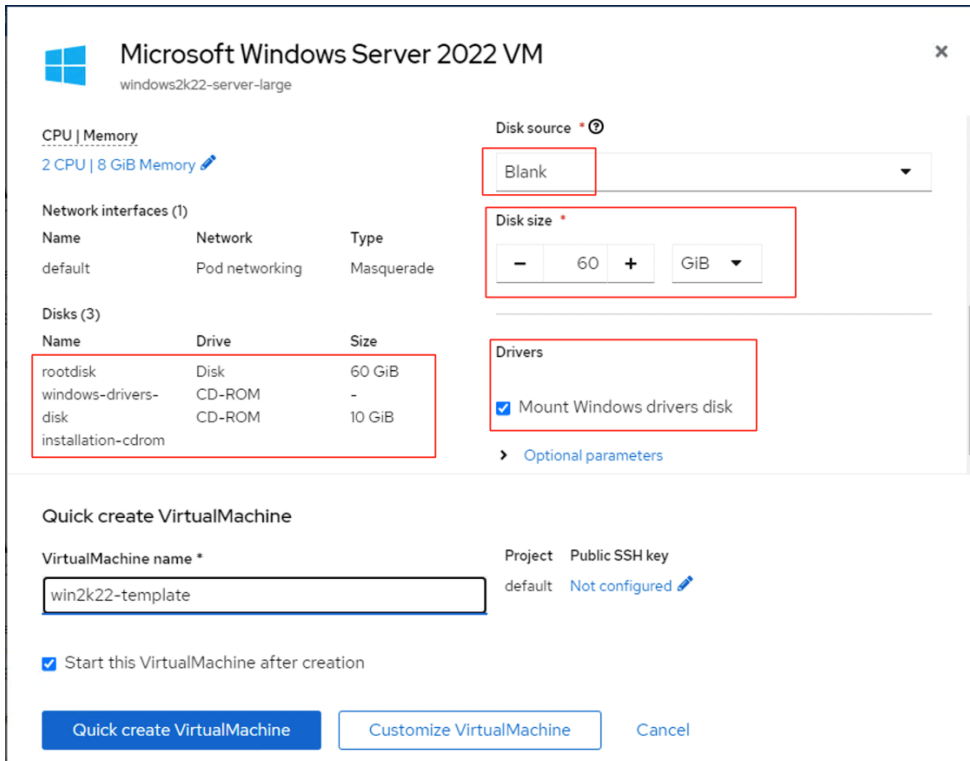 Microsoft Windows Server 2022 VM
windows2k22-server-large
CPU | Memory
2 CPU | 8 GiB Memory
Network interfaces (1)
Name Network Type
default Pod networking Masquerade
Disks (3)
Name Drive Size
rootdisk Disk 60 GiB
windows-drivers- CD-ROM -
disk CD-ROM 10 GiB
installation-cdrom
Disk source *
Blank
Disk size *
− 60 + GiB
Drivers
Mount Windows drivers disk
Optional parameters
Quick create VirtualMachine
VirtualMachine name *
win2k22-template
Project Public SSH key
default Not configured
Start this VirtualMachine after creation
Quick create VirtualMachine Customize VirtualMachine Cancel